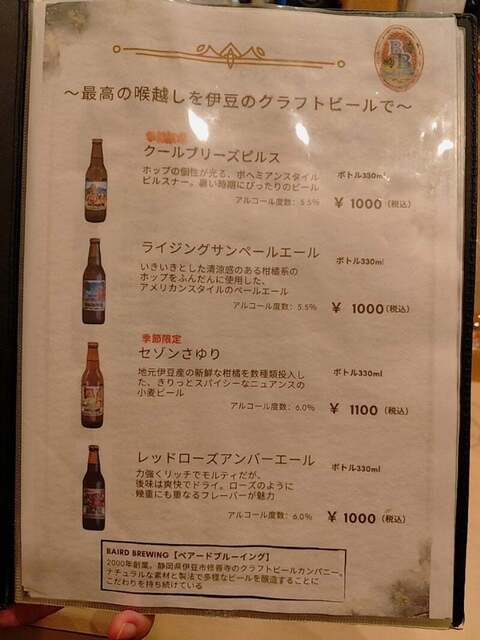 BB
〜最高の喉越しを伊豆のクラフトビールで〜
クールブリーズピルス
ホップの個性が光る、ボヘミアンスタイル
ピルスナー。暑い時期にぴったりのビール
アルコール度数：5.5%
ボトル330ml
¥ 1000（税込）
ライジングサンペールエール
いきいきとした清涼感のある柑橘系の
ホップをふんだんに使用した、
アメリカンスタイルのペールエール
アルコール度数：5.5%
ボトル330ml
¥ 1000（税込）
季節限定
セゾンさゆり
地元伊豆産の新鮮な柑橘を数種類投入し
た、きりっとスパイシーなニュアンスの
小麦ビール
アルコール度数：6.0%
ボトル330ml
¥ 1100（税込）
レッドローズアンバーエール
力強くリッチでモルティだが、
後味は爽快でドライ。ローズのように
幾重にも重なるフレーバーが魅力
アルコール度数：6.0%
ボトル330ml
¥ 1000（税込）
BAIRD BREWING【ベアードブルーイング】
2000年創業。静岡県伊豆市修善寺のクラフトビールカンパニー。
ナチュラルな素材と製法で多様なビールを醸造することに
こだわりを持ち続けている